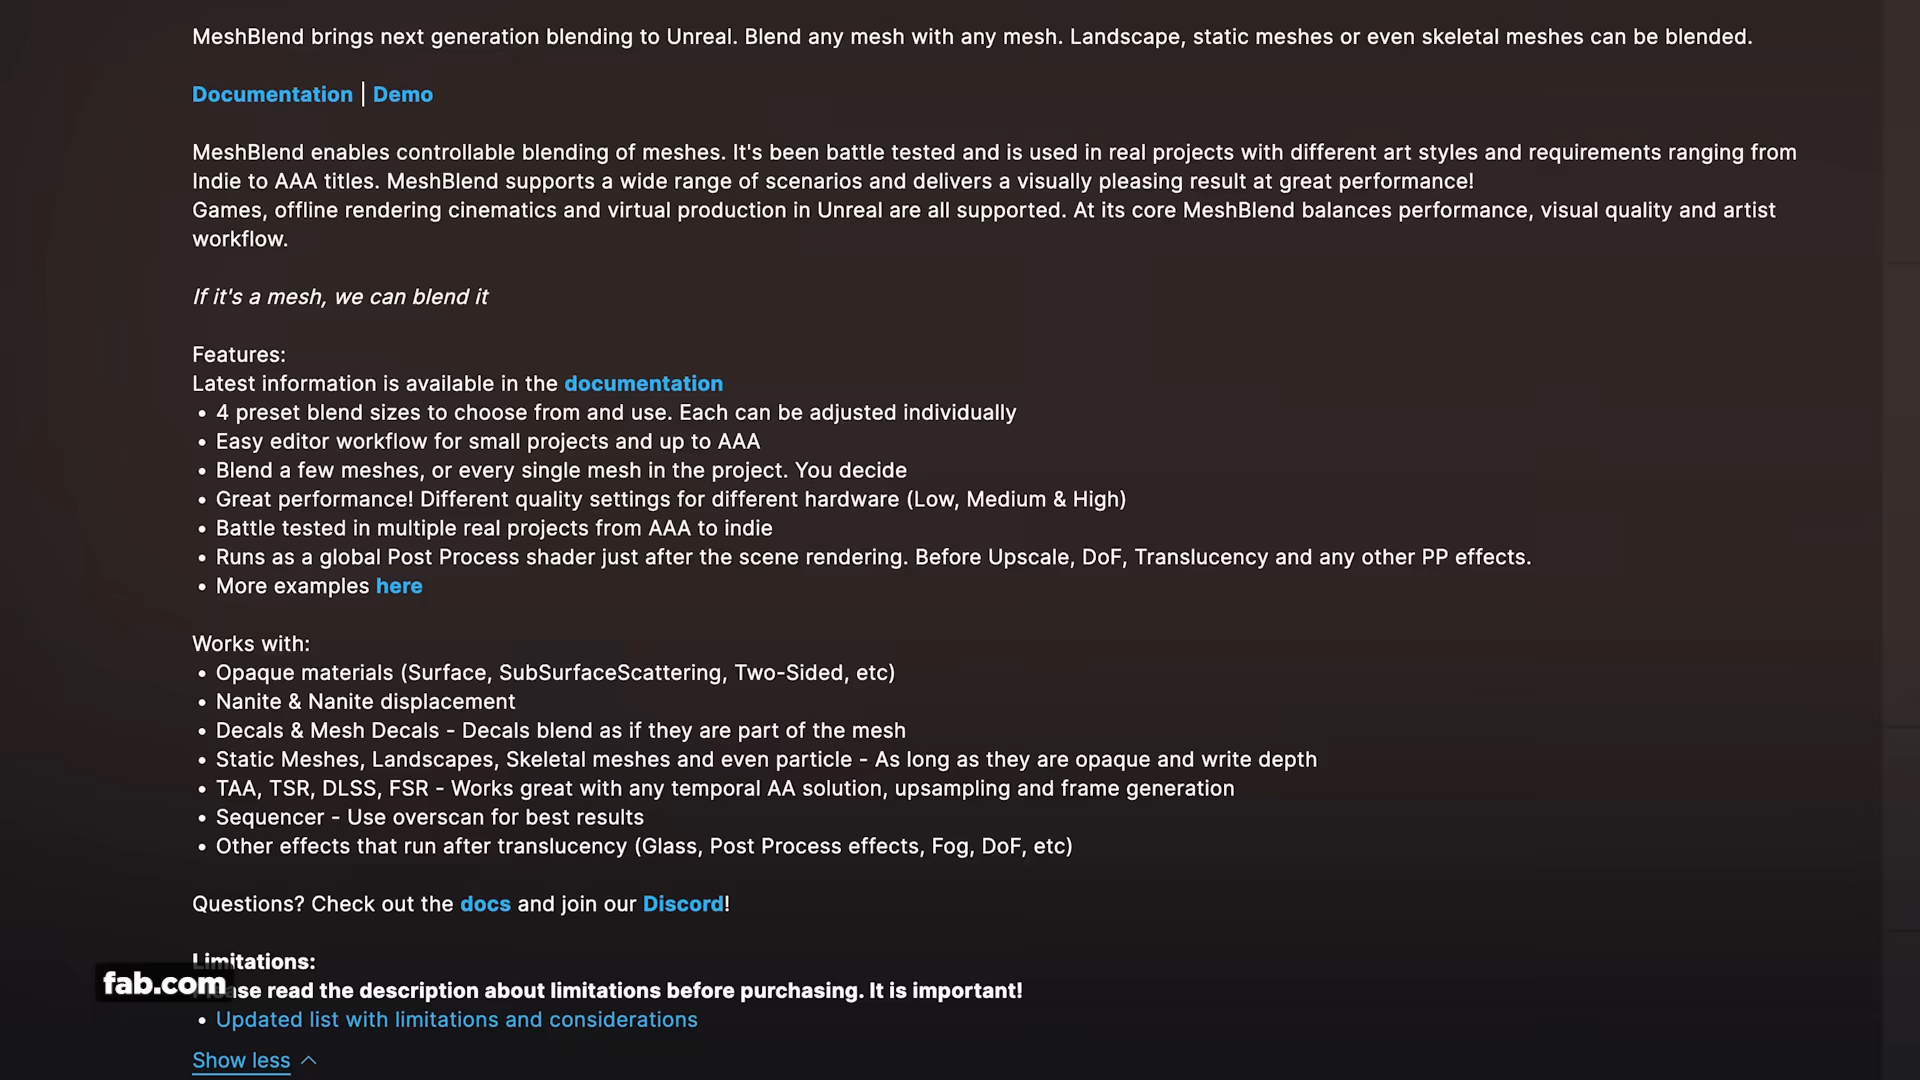 MeshBlend brings next generation blending to Unreal. Blend any mesh with any mesh. Landscape, static meshes or even skeletal meshes can be blended.
Documentation | Demo
MeshBlend enables controllable blending of meshes. It's been battle tested and is used in real projects with different art styles and requirements ranging from
Indie to AAA titles. MeshBlend supports a wide range of scenarios and delivers a visually pleasing result at great performance!
Games, offline rendering cinematics and virtual production in Unreal are all supported. At its core MeshBlend balances performance, visual quality and artist
workflow.
If it's a mesh, we can blend it
Features:
Latest information is available in the documentation
• 4 preset blend sizes to choose from and use. Each can be adjusted individually
• Easy editor workflow for small projects and up to AAA
• Blend a few meshes, or every single mesh in the project. You decide
• Great performance! Different quality settings for different hardware (Low, Medium & High)
• Battle tested in multiple real projects from AAA to indie
• Runs as a global Post Process shader just after the scene rendering. Before Upscale, DoF, Translucency and any other PP effects.
• More examples here
Works with:
• Opaque materials (Surface, SubSurfaceScattering, Two-Sided, etc)
• Nanite & Nanite displacement
• Decals & Mesh Decals - Decals blend as if they are part of the mesh
• Static Meshes, Landscapes, Skeletal meshes and even particle - As long as they are opaque and write depth
• TAA, TSR, DLSS, FSR - Works great with any temporal AA solution, upsampling and frame generation
• Sequencer - Use overscan for best results
• Other effects that run after translucency (Glass, Post Process effects, Fog, DoF, etc)
Questions? Check out the docs and join our Discord!
Limitations:
fab.com
read the description about limitations before purchasing. It is important!
• Updated list with limitations and considerations
Show less